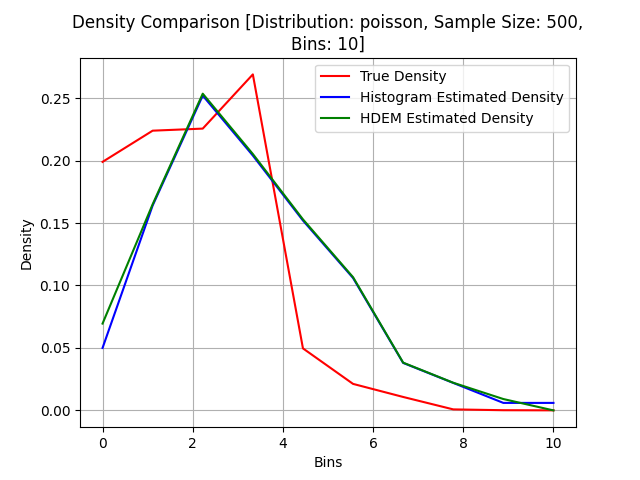 Density Comparison [Distribution: poisson, Sample Size: 500,
Bins: 10]
True Density
Histogram Estimated Density
HDEM Estimated Density
Density
0.25
0.20
0.15
0.10
0.05
0.00
0 2 4 6 8 10
Bins